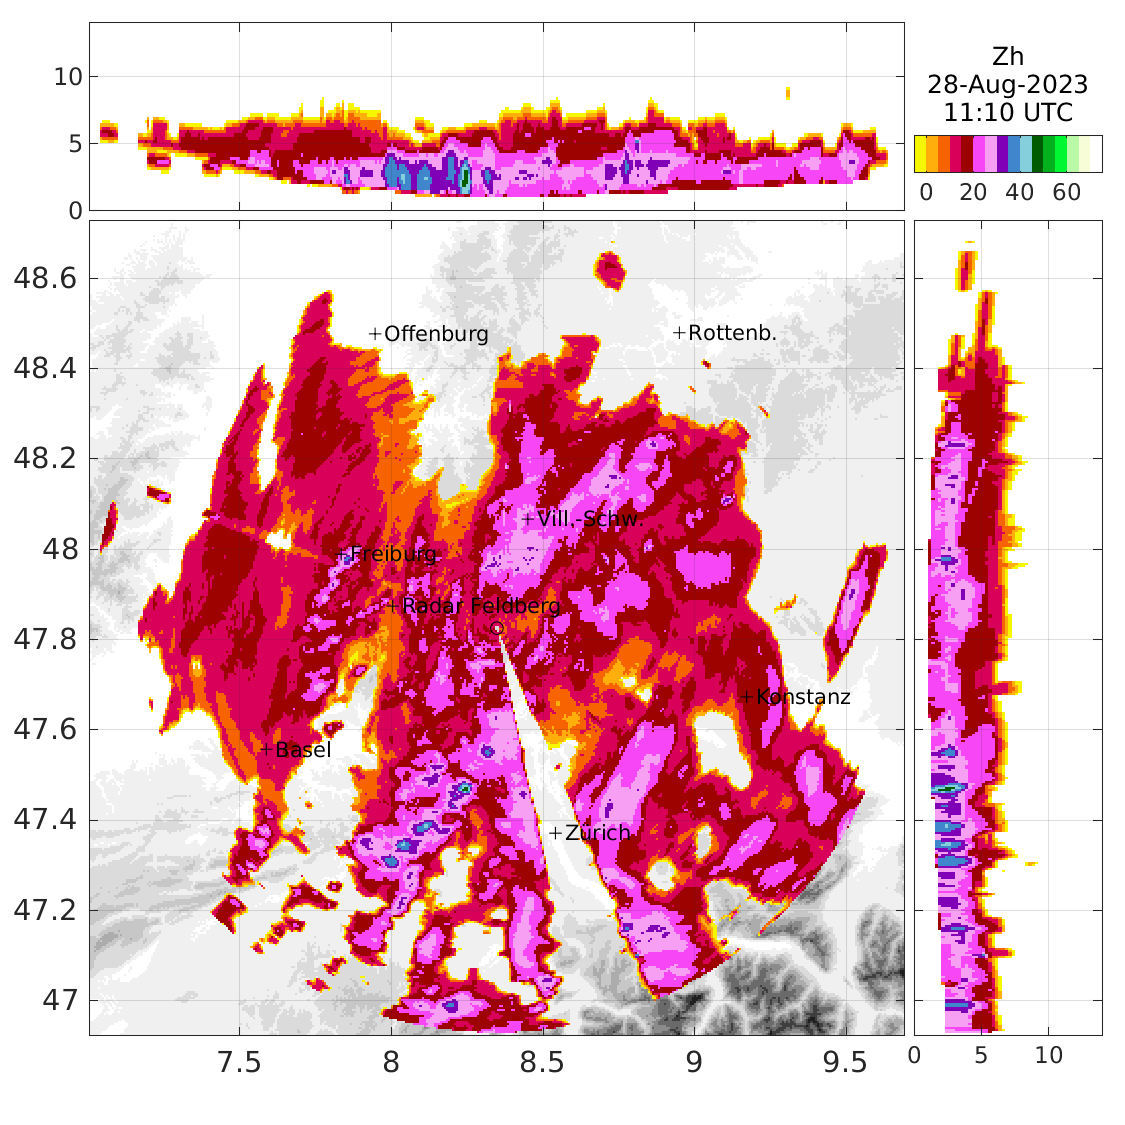 10
5
0
Zh
28-Aug-2023
11:10 UTC
0 20 40 60
48.6
48.4
48.2
48
47.8
47.6
47.4
47.2
47
+Offenburg
+Rottenb.
+Vill.-Schw.
+Freiburg
+Radar Feldberg
+Konstanz
+Basel
+Zürich
7.5 8 8.5 9 9.5
0 5 10